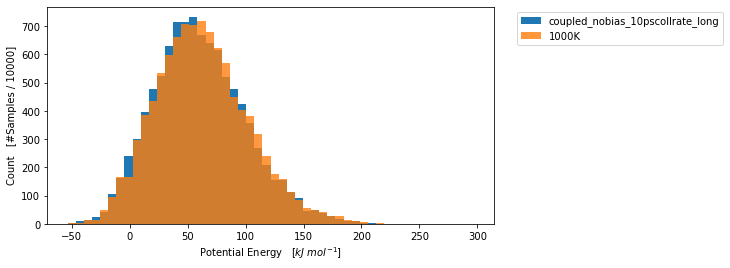 coupled_nobias_10pscollrate_long
1000K
Count [#Samples / 10000]
700
600
500
400
300
200
100
0
−50 0 50 100 150 200 250 300
Potential Energy [kJ mol⁻¹]